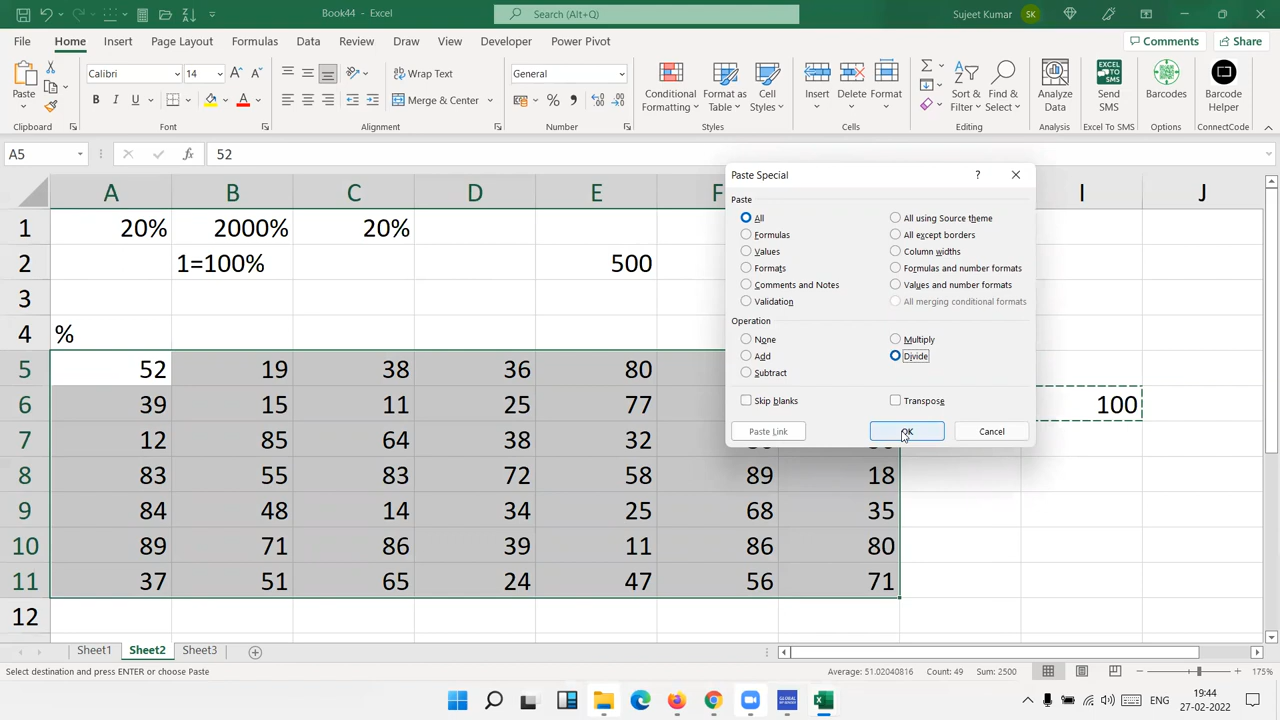 Book44 - Excel
Search (Alt+Q)
Sujeet Kumar
SK
File Home Insert Page Layout Formulas Data Review View Developer Power Pivot
Comments Share
Paste
Calibri 14
Wrap Text
Merge & Center
General
Conditional Formatting
Format as Table
Cell Styles
Insert Delete Format
Sort & Filter
Find & Select
Analyze Data
Send SMS
Barcodes
Barcode Helper
Clipboard Font Alignment Number Styles Cells Editing Analysis Excel To SMS Options ConnectCode
A5 fx 52
A B C D E F I J
1 20% 2000% 20%
2 1=100% 500
3
4 %
5 52 19 38 36 80
6 39 15 11 25 77 100
7 12 85 64 38 32
8 83 55 83 72 58 89 18
9 84 48 14 34 25 68 35
10 89 71 86 39 11 86 80
11 37 51 65 24 47 56 71
12
Paste Special ?
Paste
All All using Source theme
Formulas All except borders
Values Column widths
Formats Formulas and number formats
Comments and Notes Values and number formats
Validation All merging conditional formats
Operation
None Multiply
Add Divide
Subtract
Skip blanks Transpose
Paste Link OK Cancel
Sheet1 Sheet2 Sheet3
Select destination and press ENTER or choose Paste
Average: 51.02040816 Count: 49 Sum: 2500
175%
ENG
19:44
27-02-2022